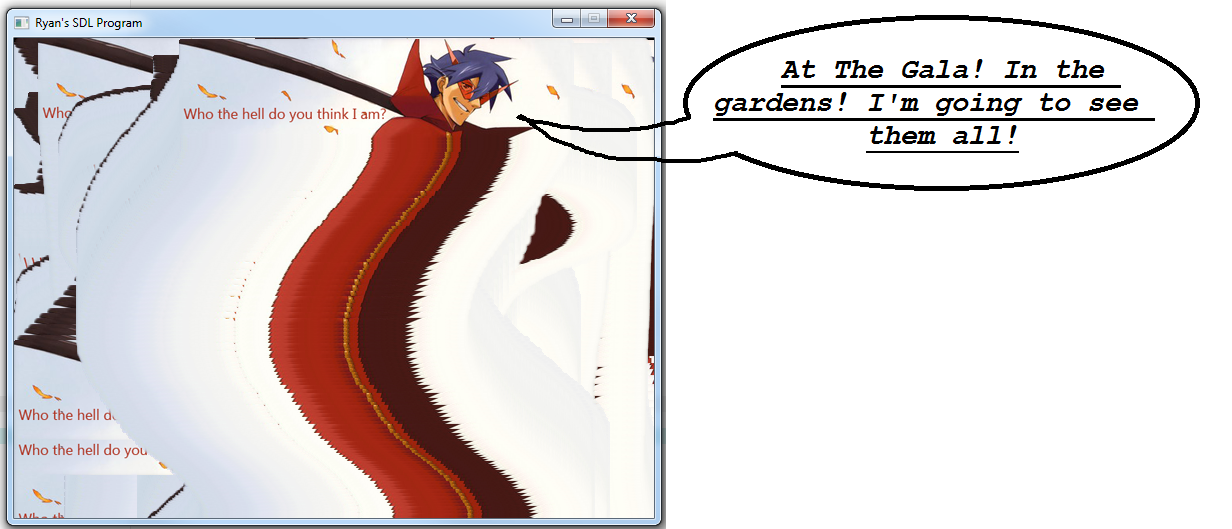 Ryan's SDL Program
At The Gala! In the
gardens! I'm going to see
them all!
Who
Who the hell do you think I am?
Who the hell d
Who the hell do you